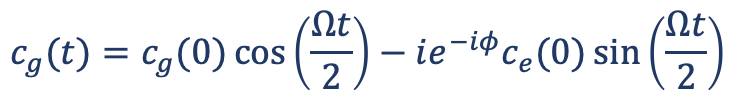 c_g(t) = c_g(0) cos(Ωt/2) − ie^{−iϕ}c_e(0) sin(Ωt/2)